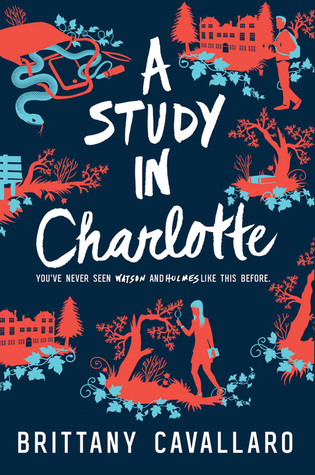 A
STUDY
IN
Charlotte
YOU'VE NEVER SEEN WATSON AND HOLMES LIKE THIS BEFORE.
BRITTANY CAVALLARO